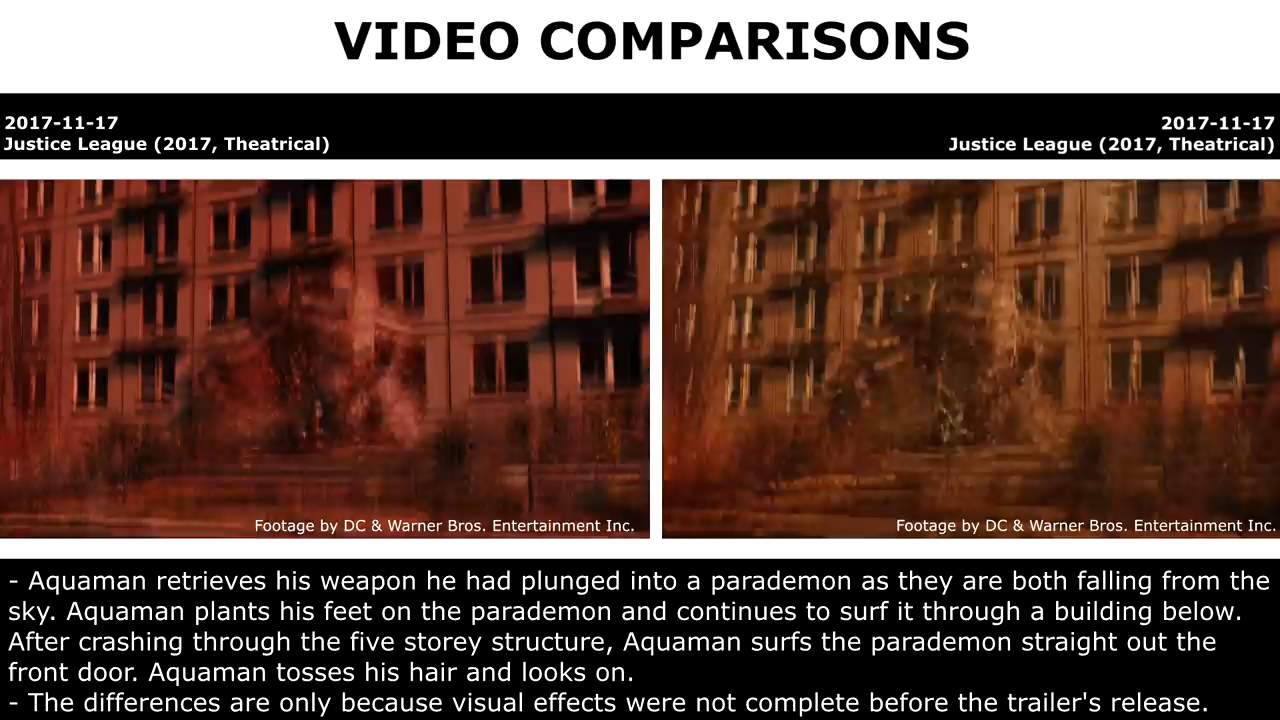 VIDEO COMPARISONS
2017-11-17
Justice League (2017, Theatrical)
2017-11-17
Justice League (2017, Theatrical)
Footage by DC & Warner Bros. Entertainment Inc.
Footage by DC & Warner Bros. Entertainment Inc.
- Aquaman retrieves his weapon he had plunged into a parademon as they are both falling from the
sky. Aquaman plants his feet on the parademon and continues to surf it through a building below.
After crashing through the five storey structure, Aquaman surfs the parademon straight out the
front door. Aquaman tosses his hair and looks on.
- The differences are only because visual effects were not complete before the trailer's release.